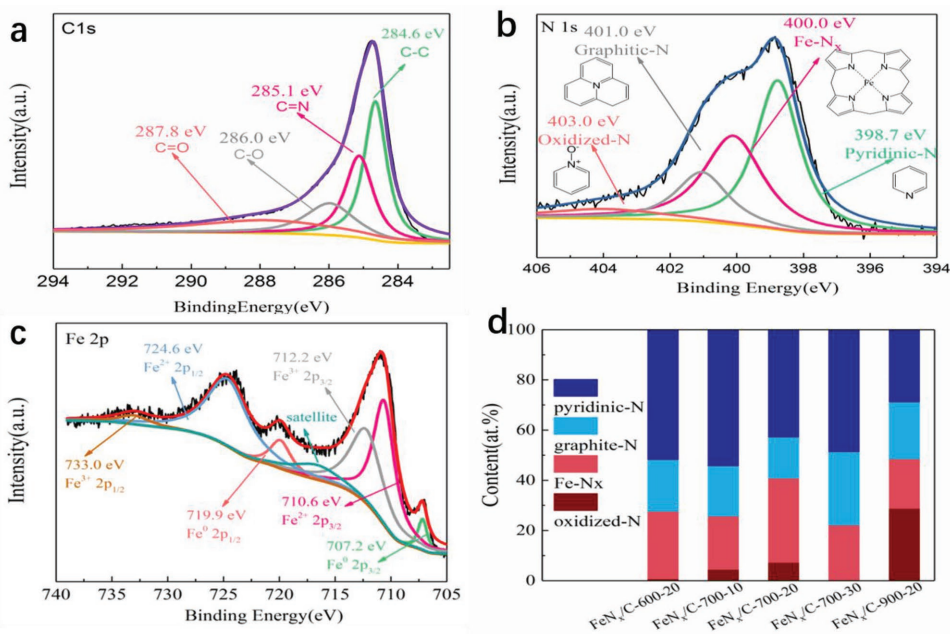 a
C1s
284.6 eV
C-C
285.1 eV
C=N
286.0 eV
C-O
287.8 eV
C=O
Intensity(a.u.)
294 292 290 288 286 284
BindingEnergy(eV)
b
N 1s
401.0 eV
Graphitic-N
400.0 eV
Fe-Nx
403.0 eV
Oxidized-N
398.7 eV
Pyridinic-N
O-
N+
N
N
N
N
Fe
N
Intensity(a.u.)
406 404 402 400 398 396 394
Binding Energy(eV)
c
Fe 2p
724.6 eV
Fe2+ 2p1/2
712.2 eV
Fe3+ 2p3/2
satellite
733.0 eV
Fe3+ 2p1/2
719.9 eV
Fe0 2p1/2
710.6 eV
Fe2+ 2p3/2
707.2 eV
Fe0 2p3/2
Intensity(a.u.)
740 735 730 725 720 715 710 705
Binding Energy(eV)
d
100
80
60
40
20
0
Content(at.%)
pyridinic-N
graphite-N
Fe-Nx
oxidized-N
FeNx/C-600-20
FeNx/C-700-10
FeNx/C-700-20
FeNx/C-700-30
FeNx/C-900-20